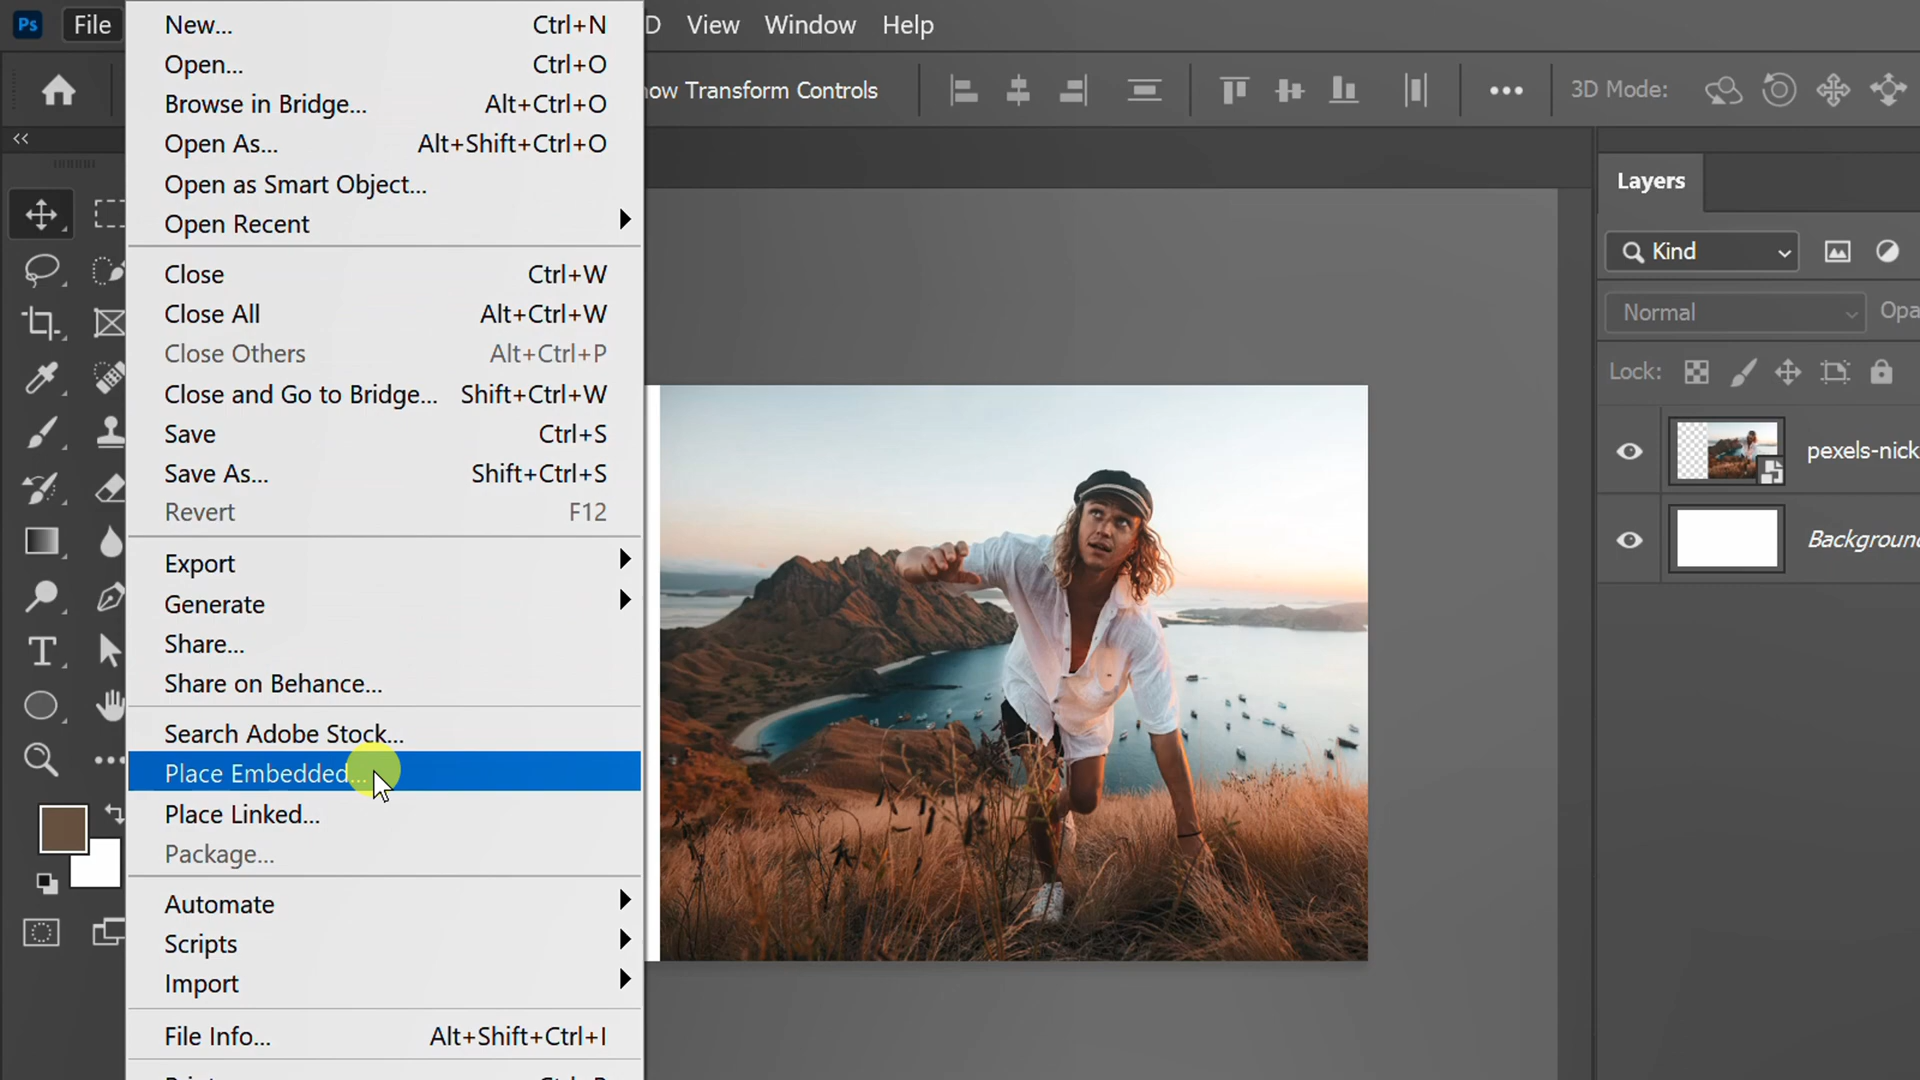 Ps File D View Window Help
New... Ctrl+N
Open... Ctrl+O
Browse in Bridge... Alt+Ctrl+O
Open As... Alt+Shift+Ctrl+O
Open as Smart Object...
Open Recent
Close Ctrl+W
Close All Alt+Ctrl+W
Close Others Alt+Ctrl+P
Close and Go to Bridge... Shift+Ctrl+W
Save Ctrl+S
Save As... Shift+Ctrl+S
Revert F12
Export
Generate
Share...
Share on Behance...
Search Adobe Stock...
Place Embedded...
Place Linked...
Package...
Automate
Scripts
Import
File Info... Alt+Shift+Ctrl+I
ow Transform Controls
3D Mode:
Layers
Kind
Normal Opa
Lock:
pexels-nick
Background